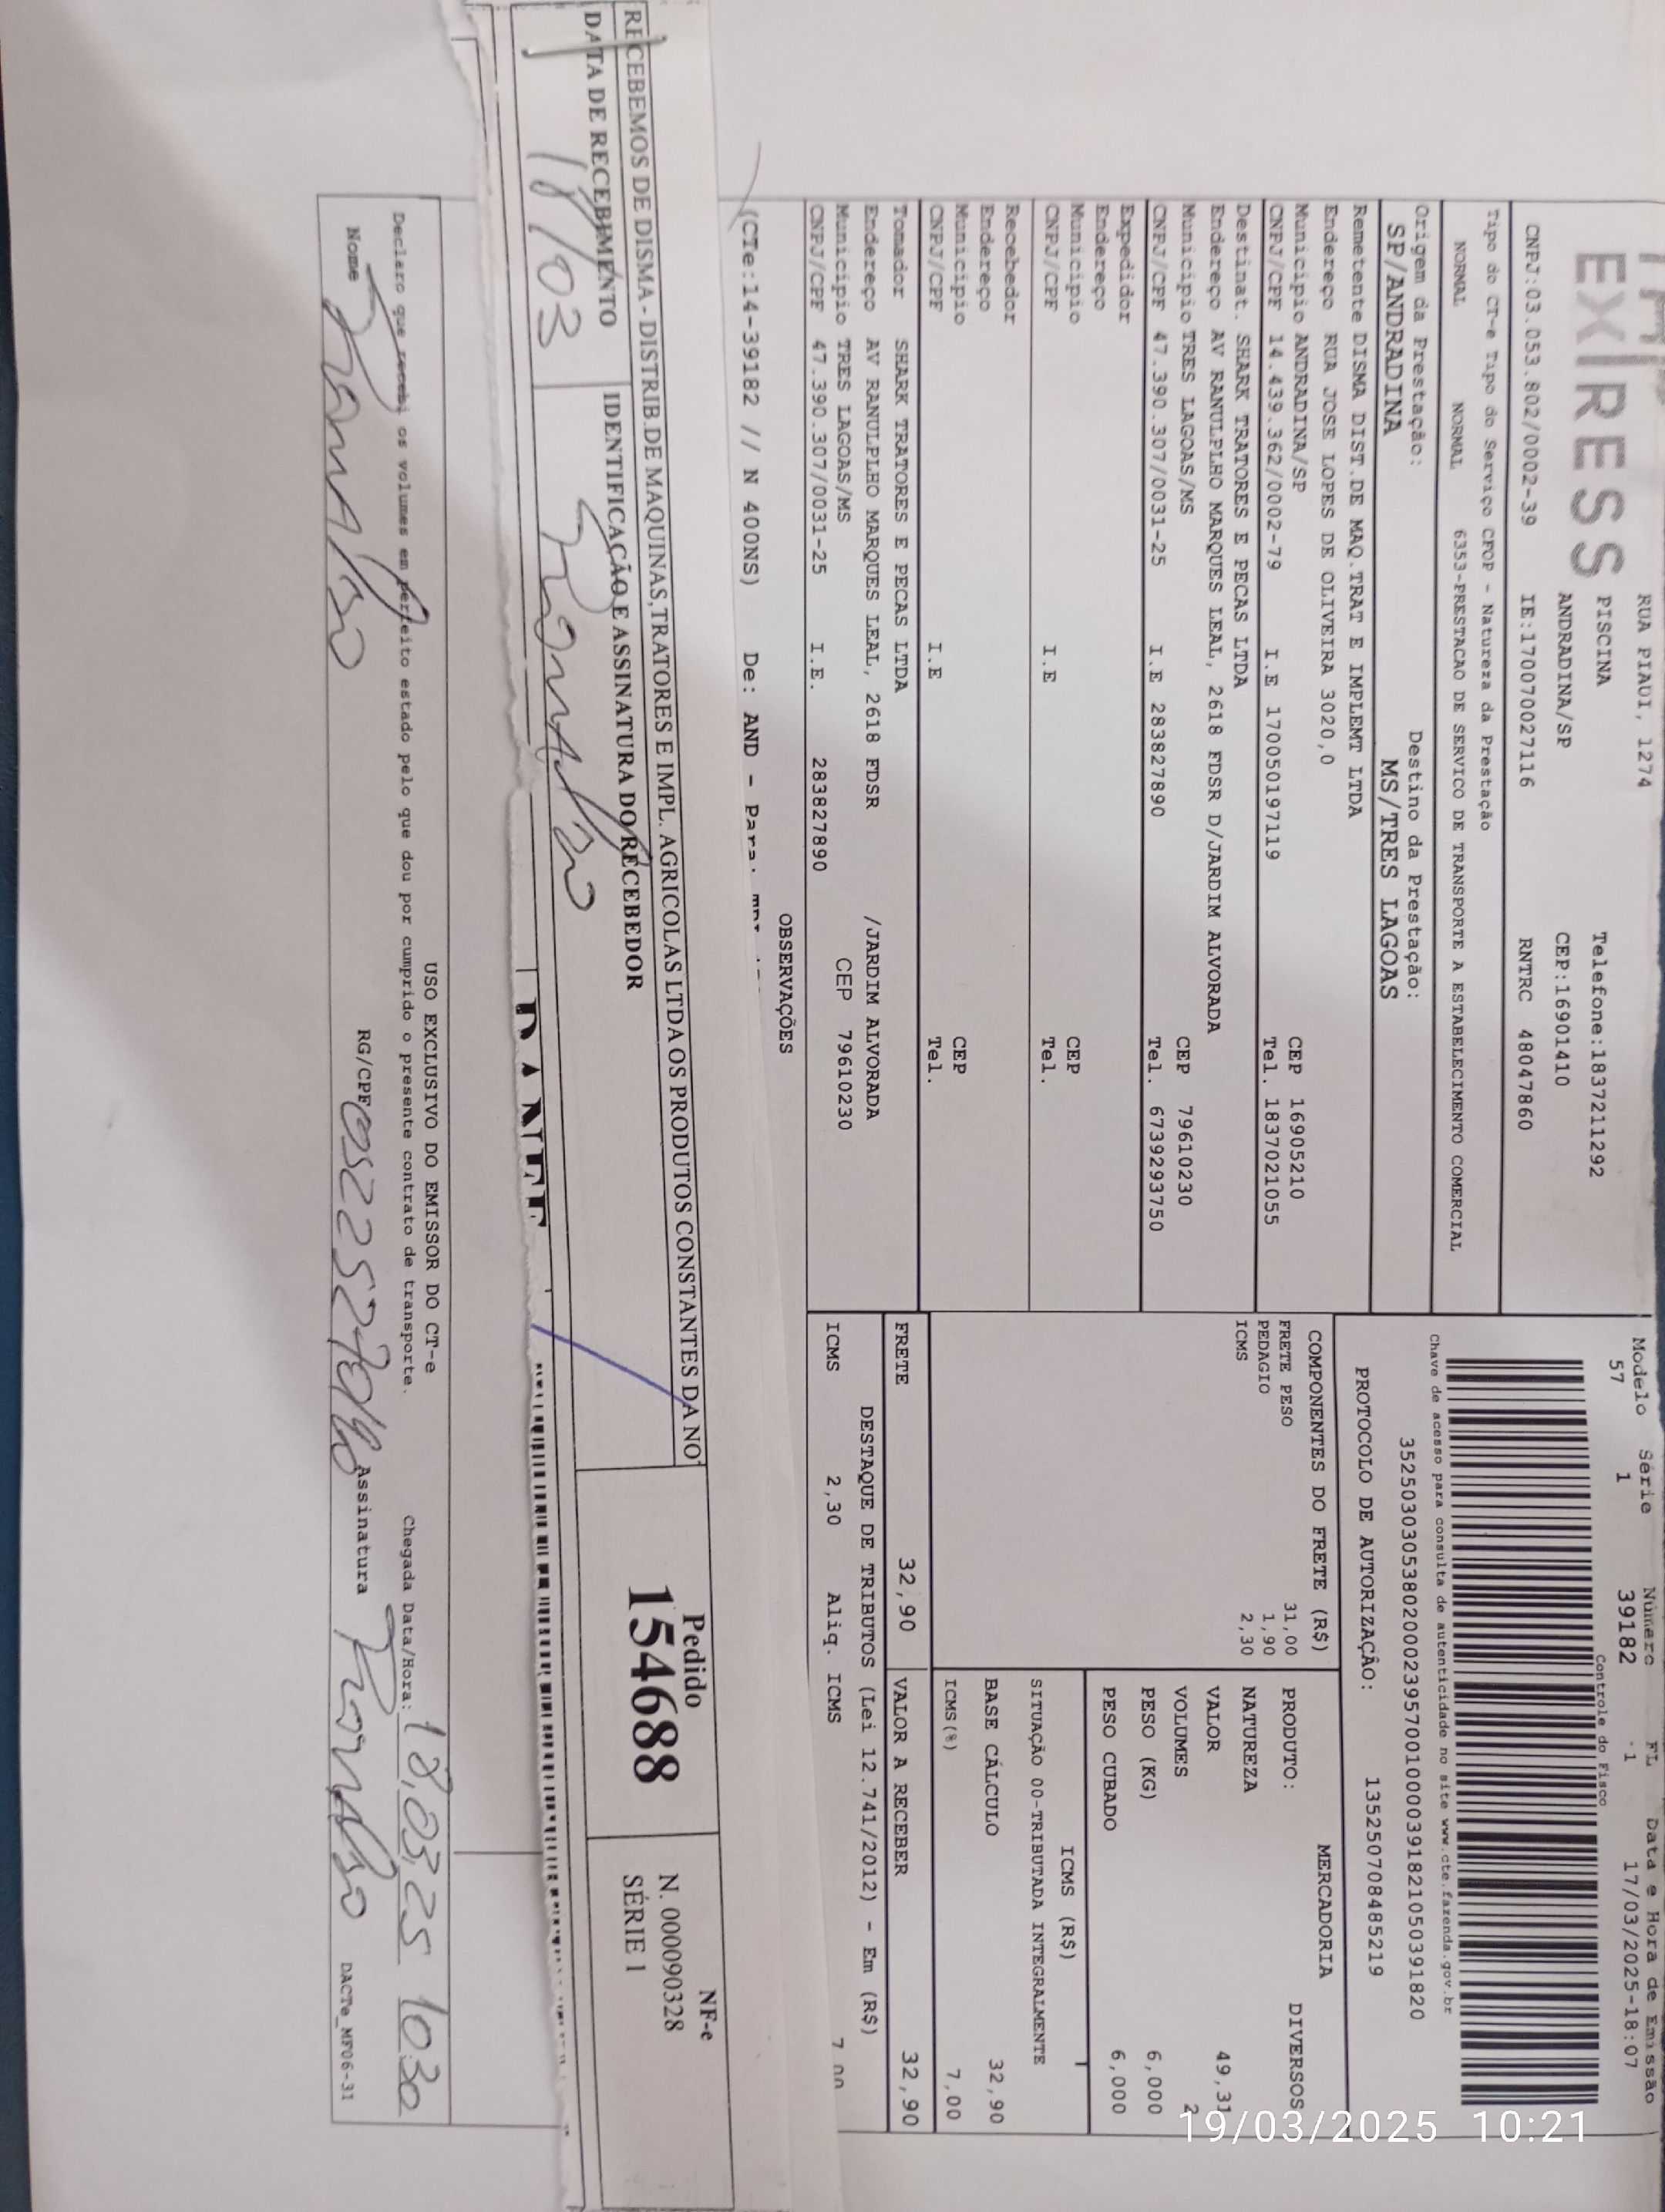 EXPRESS
RUA PIAUI, 1274
PISCINA
Telefone:1837211292
ANDRADINA/SP
CEP:16901410
CNPJ:03.053.802/0002-39
IE:170070027116
RNTRC 48047860
Tipo do CT-e Tipo do Serviço CFOP - Natureza da Prestação
NORMAL NORMAL 6353-PRESTACAO DE SERVICO DE TRANSPORTE A ESTABELECIMENTO COMERCIAL
Origem da Prestação:
Destino da Prestação:
SP/ANDRADINA
MS/TRES LAGOAS
Remetente DISMA DIST.DE MAQ.TRAT E IMPLEMT LTDA
Endereço RUA JOSE LOPES DE OLIVEIRA 3020,0
Município ANDRADINA/SP CEP 16905210
CNPJ/CPF 14.439.362/0002-79 I.E 170050197119 Tel. 1837021055
Destinat. SHARK TRATORES E PECAS LTDA
Endereço AV RANULPLHO MARQUES LEAL, 2618 FDSR D/JARDIM ALVORADA
Município TRES LAGOAS/MS CEP 79610230
CNPJ/CPF 47.390.307/0031-25 I.E 283827890 Tel. 6739293750
Expedidor
Endereço
Município CEP
CNPJ/CPF I.E Tel.
Recebedor
Endereço
Município CEP
CNPJ/CPF I.E Tel.
Tomador SHARK TRATORES E PECAS LTDA
Endereço AV RANULPLHO MARQUES LEAL, 2618 FDSR /JARDIM ALVORADA
Município TRES LAGOAS/MS CEP 79610230
CNPJ/CPF 47.390.307/0031-25 I.E. 283827890
OBSERVAÇÕES
(CTe:14-39182 // N 400NS) De: AND - Para:
Modelo Série Número FL Data e Hora de Emissão
57 1 39182 1 17/03/2025-18:07
Controle do Fisco
Chave de acesso para consulta de autenticidade no site www.cte.fazenda.gov.br
35250303053802000239570010000391821050391820
PROTOCOLO DE AUTORIZAÇÃO: 135250708485219
COMPONENTES DO FRETE (R$)
FRETE PESO 31,00
PEDAGIO 1,90
ICMS 2,30
MERCADORIA
PRODUTO: DIVERSOS
NATUREZA
VALOR 49,31
VOLUMES 2
PESO (KG) 6,000
PESO CUBADO 6,000
ICMS (R$)
SITUAÇÃO 00-TRIBUTADA INTEGRALMENTE
BASE CÁLCULO 32,90
ICMS(%) 7,00
FRETE 32,90
VALOR A RECEBER 32,90
DESTAQUE DE TRIBUTOS (Lei 12.741/2012) - Em (R$)
ICMS 2,30 Aliq. ICMS 7,00
RECEBEMOS DE DISMA - DISTRIB.DE MAQUINAS,TRATORES E IMPL. AGRICOLAS LTDA OS PRODUTOS CONSTANTES DA NO
DATA DE RECEBIMENTO
IDENTIFICAÇÃO E ASSINATURA DO RECEBEDOR
18/03
Ronaldo
Pedido
154688
NF-e
N. 000090328
SÉRIE 1
DANFE
USO EXCLUSIVO DO EMISSOR DO CT-e
Declaro que recebi os volumes em perfeito estado pelo que dou por cumprido o presente contrato de transporte.
Chegada Data/Hora: 18,03,25 10:30
Nome Ronaldo
RG/CPF
Assinatura Ronaldo
DACTe_MF06-31
19/03/2025 10:21